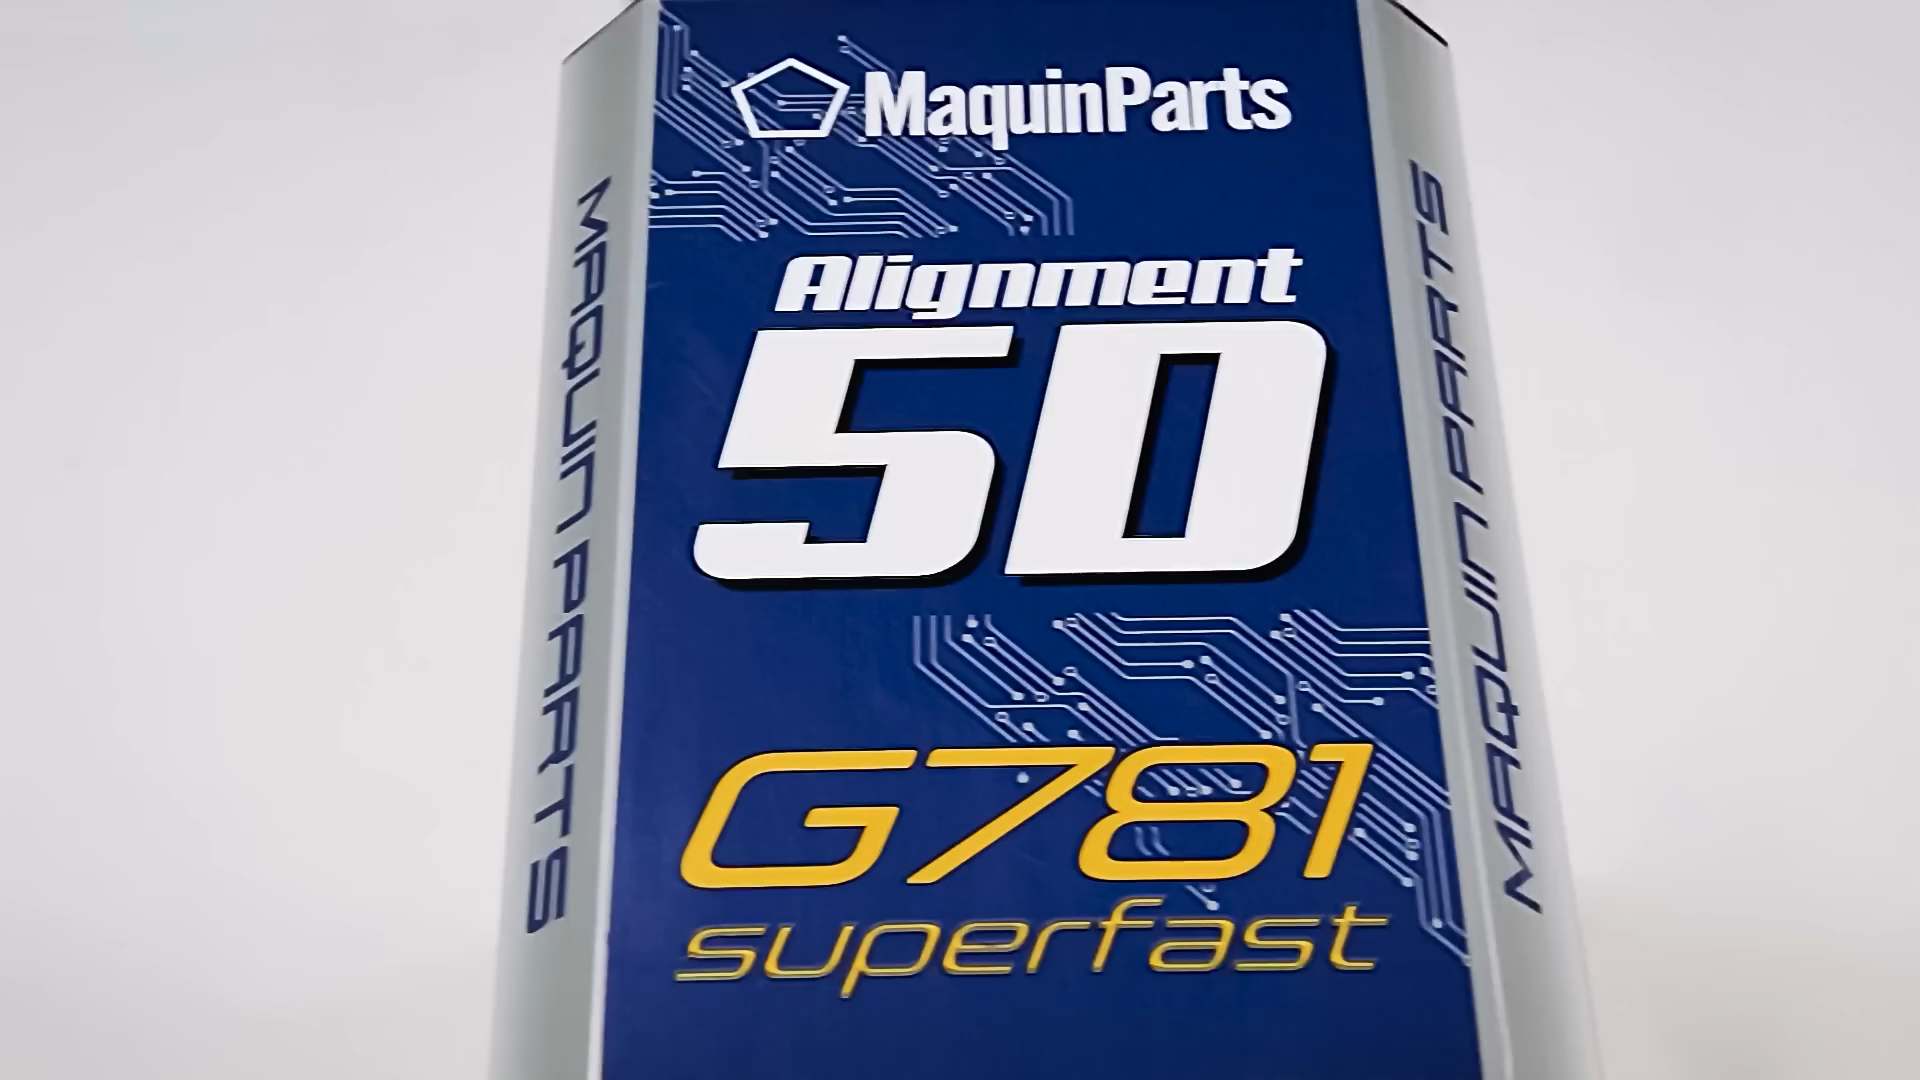 MaquinParts
Alignment
5D
G781
superfast
MAQUIN PARTS
MAQUIN PARTS